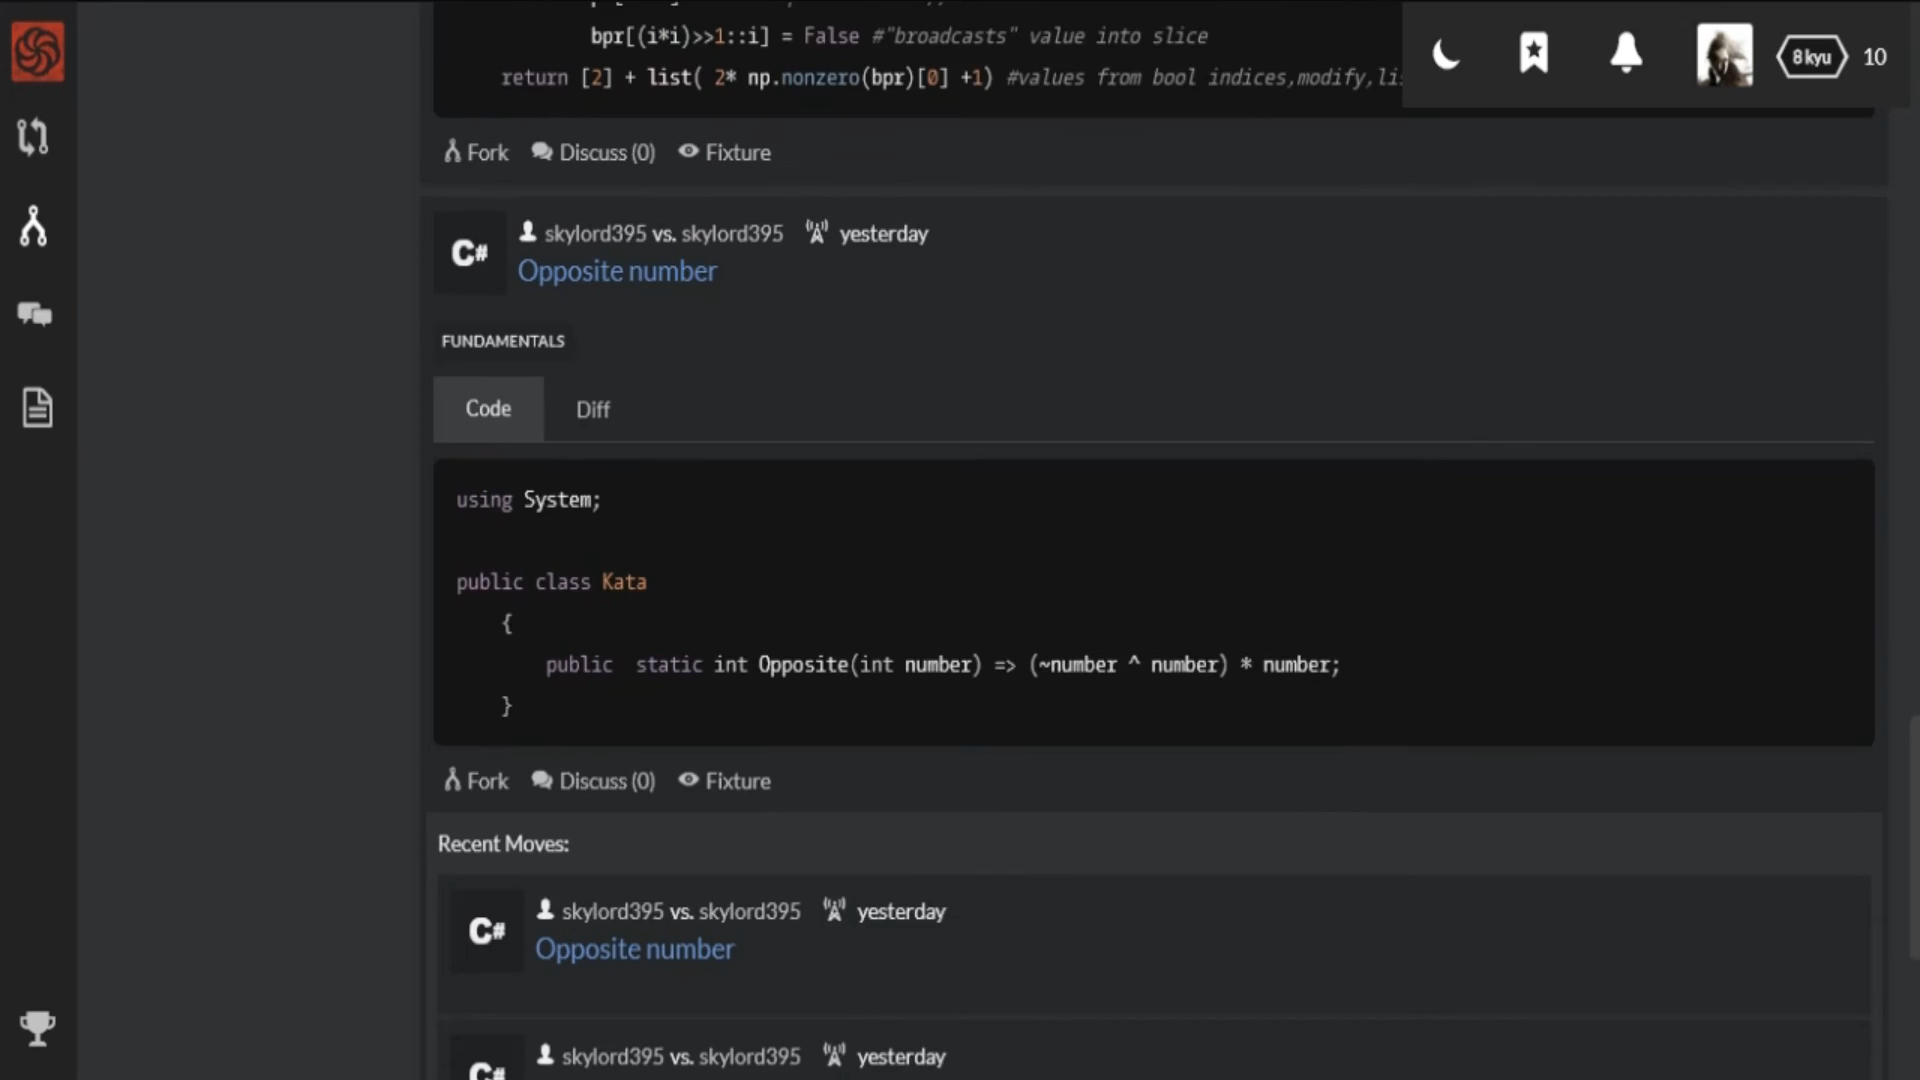 bpr[(i*i)>>1::i] = False #"broadcasts" value into slice
return [2] + list( 2* np.nonzero(bpr)[0] +1) #values from bool indices,modify,li
8 kyu 10
Fork Discuss (0) Fixture
C# skylord395 vs. skylord395 yesterday
Opposite number
FUNDAMENTALS
Code Diff
using System;
public class Kata
{
public  static int Opposite(int number) => (~number ^ number) * number;
}
Fork Discuss (0) Fixture
Recent Moves:
C# skylord395 vs. skylord395 yesterday
Opposite number
C# skylord395 vs. skylord395 yesterday